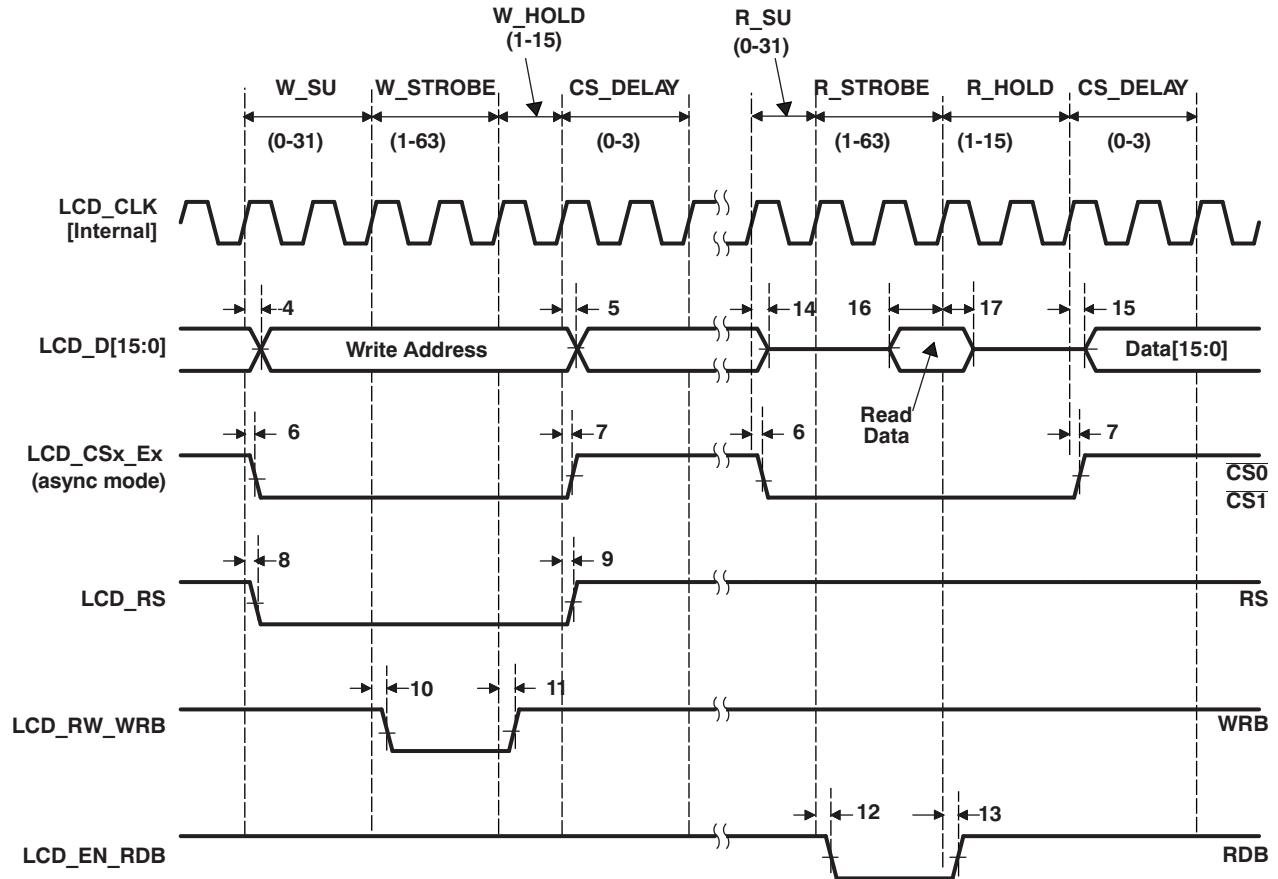 W_HOLD
(1-15)
R_SU
(0-31)
W_SU
W_STROBE
CS_DELAY
R_STROBE
R_HOLD
CS_DELAY
(0-31)
(1-63)
(0-3)
(1-63)
(1-15)
(0-3)
LCD_CLK
[Internal]
4
5
14
16
17
15
LCD_D[15:0]
Write Address
Data[15:0]
Read
Data
6
7
6
7
LCD_CSx_Ex
(async mode)
CS0
CS1
8
9
LCD_RS
RS
10
11
LCD_RW_WRB
WRB
12
13
LCD_EN_RDB
RDB